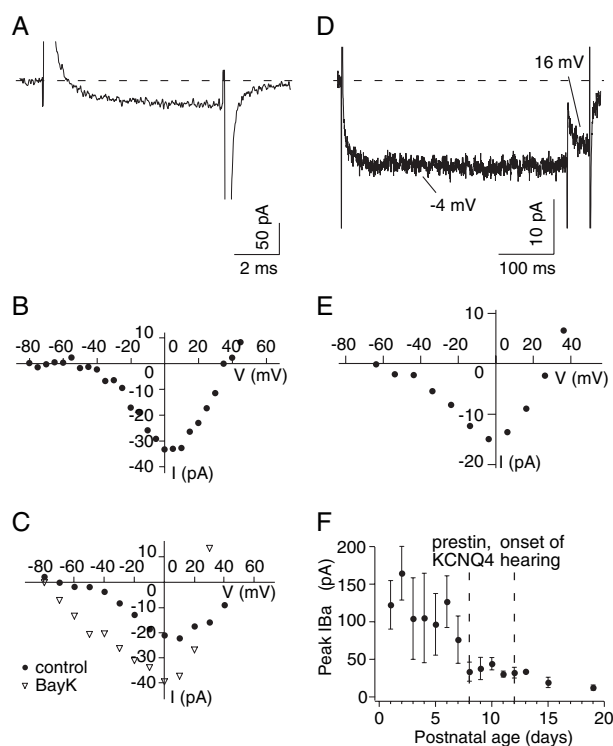 A
50 pA
2 ms
D
16 mV
-4 mV
10 pA
100 ms
B
-80 -60 -40 -20 0 20 40 60
V (mV)
10
0
-10
-20
-30
-40
I (pA)
E
-80 -60 -40 -20 0 20 40
V (mV)
10
0
-10
-20
I (pA)
C
-80 -60 -40 -20 0 20 40 60
V (mV)
10
0
-10
-20
-30
-40
I (pA)
control
BayK
F
prestin, onset of
KCNQ4 hearing
Peak IBa (pA)
200
150
100
50
0
0 5 10 15 20
Postnatal age (days)